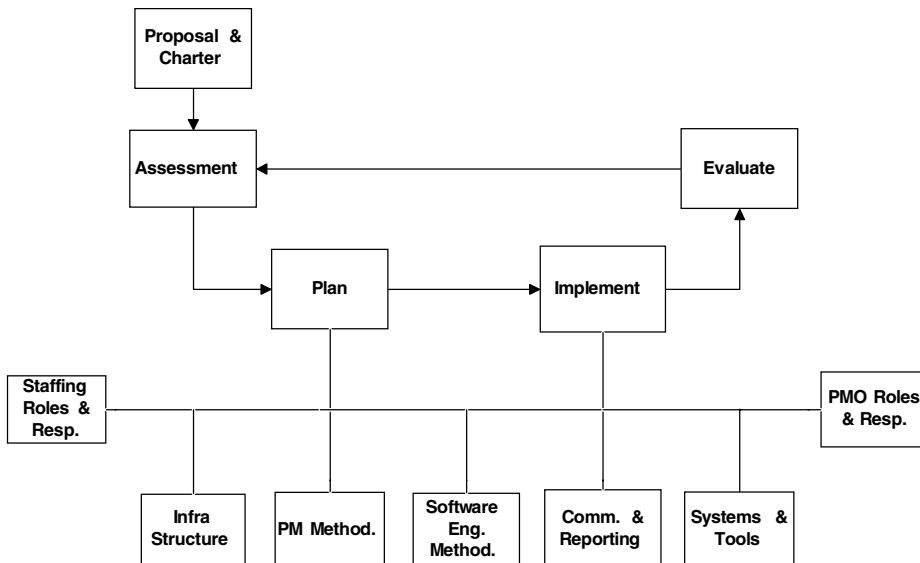 Proposal &
Charter
Assessment
Evaluate
Plan
Implement
Staffing
Roles &
Resp.
PMO Roles
& Resp.
Infra
Structure
PM Method.
Software
Eng.
Method.
Comm. &
Reporting
Systems &
Tools